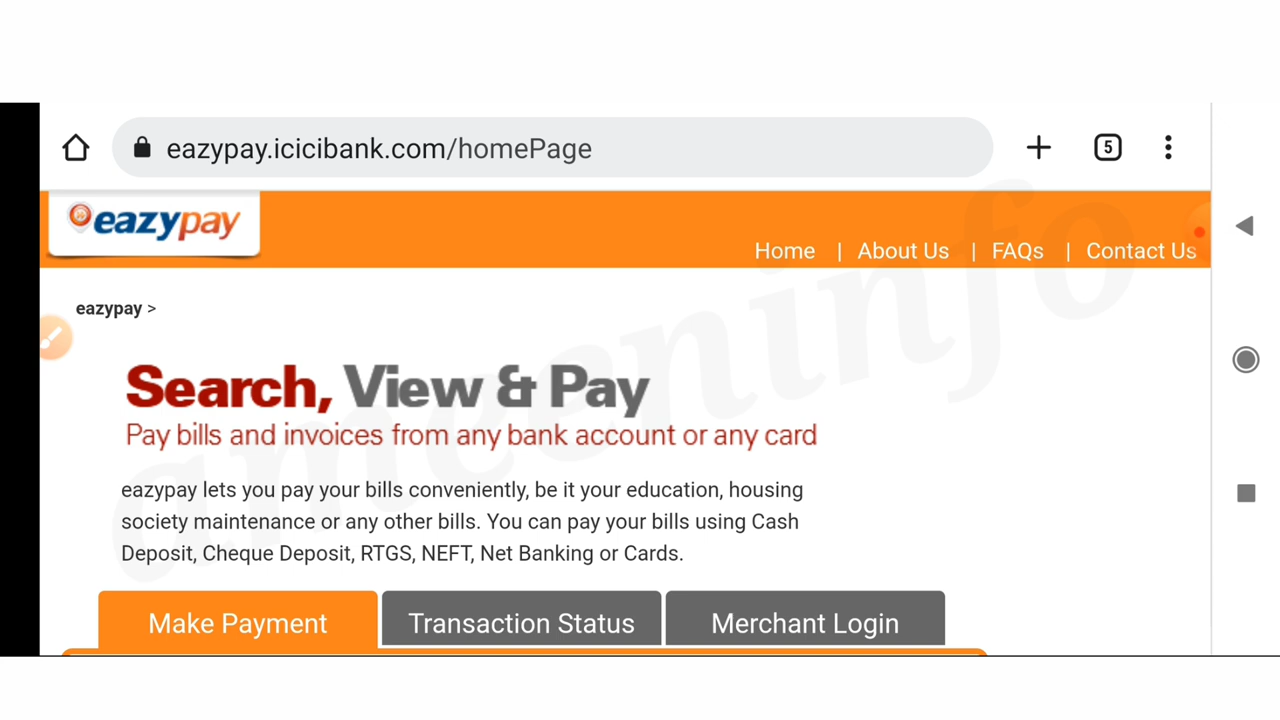 eazypay.icicibank.com/homePage
5
eazypay
Home | About Us | FAQs | Contact Us
eazypay >
Search, View & Pay
Pay bills and invoices from any bank account or any card
eazypay lets you pay your bills conveniently, be it your education, housing
society maintenance or any other bills. You can pay your bills using Cash
Deposit, Cheque Deposit, RTGS, NEFT, Net Banking or Cards.
Make Payment
Transaction Status
Merchant Login
ameeninfo